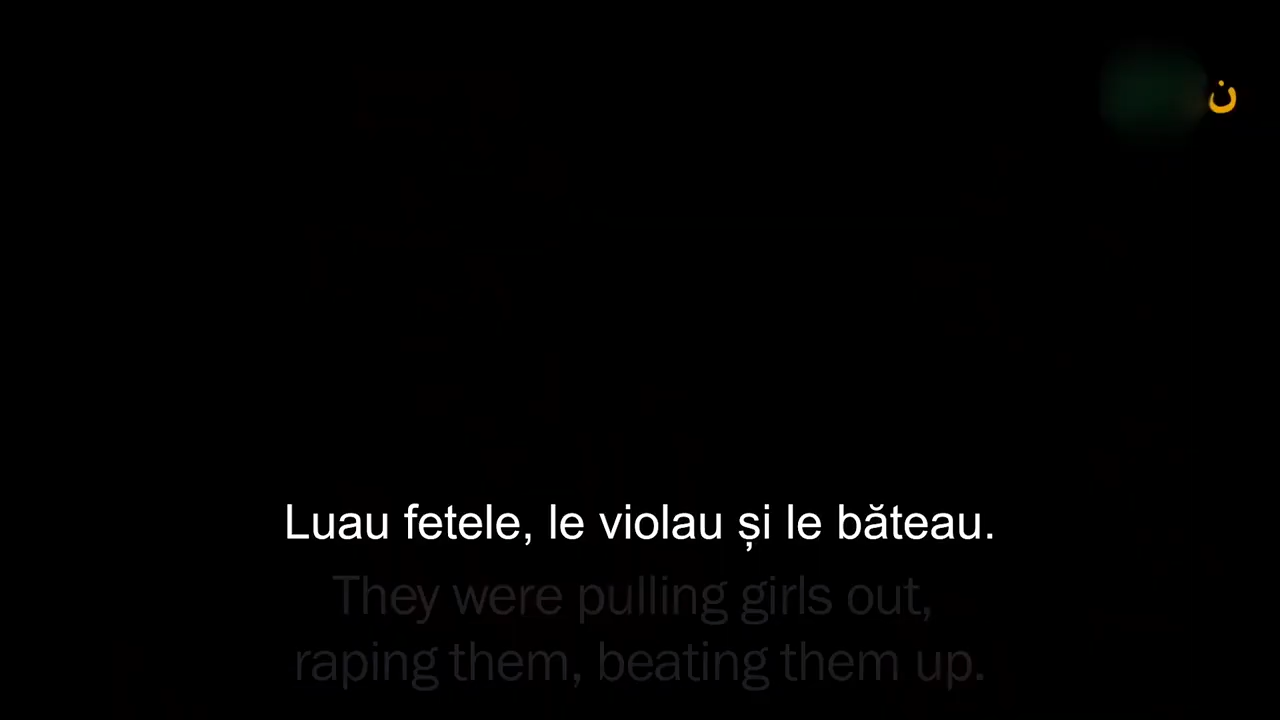 ن
Luau fetele, le violau și le băteau.
They were pulling girls out,
raping them, beating them up.